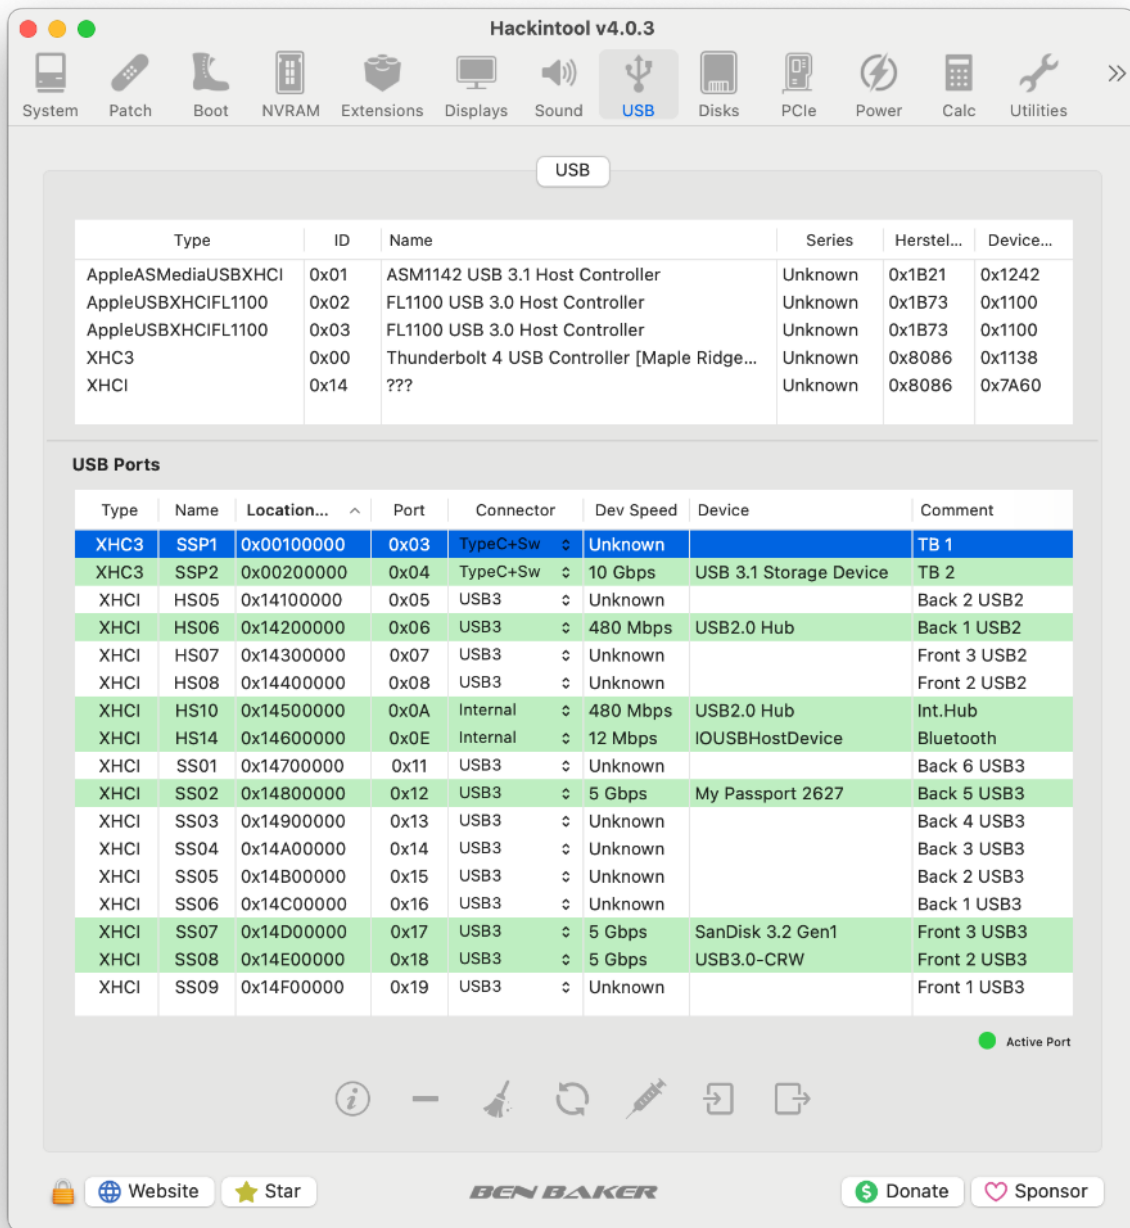 Hackintool v4.0.3
System Patch Boot NVRAM Extensions Displays Sound USB Disks PCIe Power Calc Utilities
USB
Type ID Name Series Herstel... Device...
AppleASMediaUSBXHCI 0x01 ASM1142 USB 3.1 Host Controller Unknown 0x1B21 0x1242
AppleUSBXHCIFL1100 0x02 FL1100 USB 3.0 Host Controller Unknown 0x1B73 0x1100
AppleUSBXHCIFL1100 0x03 FL1100 USB 3.0 Host Controller Unknown 0x1B73 0x1100
XHC3 0x00 Thunderbolt 4 USB Controller [Maple Ridge... Unknown 0x8086 0x1138
XHCI 0x14 ??? Unknown 0x8086 0x7A60
USB Ports
Type Name Location... Port Connector Dev Speed Device Comment
XHC3 SSP1 0x00100000 0x03 TypeC+Sw Unknown TB 1
XHC3 SSP2 0x00200000 0x04 TypeC+Sw 10 Gbps USB 3.1 Storage Device TB 2
XHCI HS05 0x14100000 0x05 USB3 Unknown Back 2 USB2
XHCI HS06 0x14200000 0x06 USB3 480 Mbps USB2.0 Hub Back 1 USB2
XHCI HS07 0x14300000 0x07 USB3 Unknown Front 3 USB2
XHCI HS08 0x14400000 0x08 USB3 Unknown Front 2 USB2
XHCI HS10 0x14500000 0x0A Internal 480 Mbps USB2.0 Hub Int.Hub
XHCI HS14 0x14600000 0x0E Internal 12 Mbps IOUSBHostDevice Bluetooth
XHCI SS01 0x14700000 0x11 USB3 Unknown Back 6 USB3
XHCI SS02 0x14800000 0x12 USB3 5 Gbps My Passport 2627 Back 5 USB3
XHCI SS03 0x14900000 0x13 USB3 Unknown Back 4 USB3
XHCI SS04 0x14A00000 0x14 USB3 Unknown Back 3 USB3
XHCI SS05 0x14B00000 0x15 USB3 Unknown Back 2 USB3
XHCI SS06 0x14C00000 0x16 USB3 Unknown Back 1 USB3
XHCI SS07 0x14D00000 0x17 USB3 5 Gbps SanDisk 3.2 Gen1 Front 3 USB3
XHCI SS08 0x14E00000 0x18 USB3 5 Gbps USB3.0-CRW Front 2 USB3
XHCI SS09 0x14F00000 0x19 USB3 Unknown Front 1 USB3
Active Port
Website Star BEN BAKER Donate Sponsor